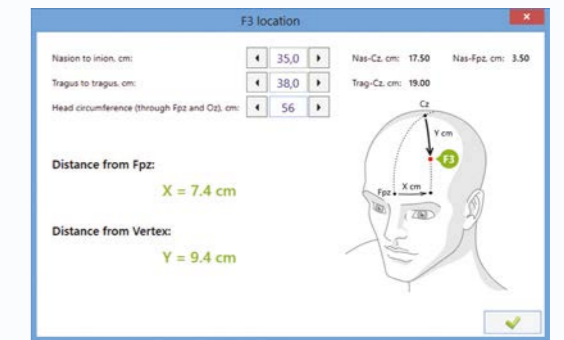 F3 location
Nasion to inion, cm: 35,0 Nas-Cz, cm: 17.50 Nas-Fpz, cm: 3.50
Tragus to tragus, cm: 38,0 Trag-Cz, cm: 19.00
Head circumference (through Fpz and Oz), cm: 56
Cz
Y cm
F3
Distance from Fpz:
X = 7.4 cm
Fpz
X cm
Distance from Vertex:
Y = 9.4 cm